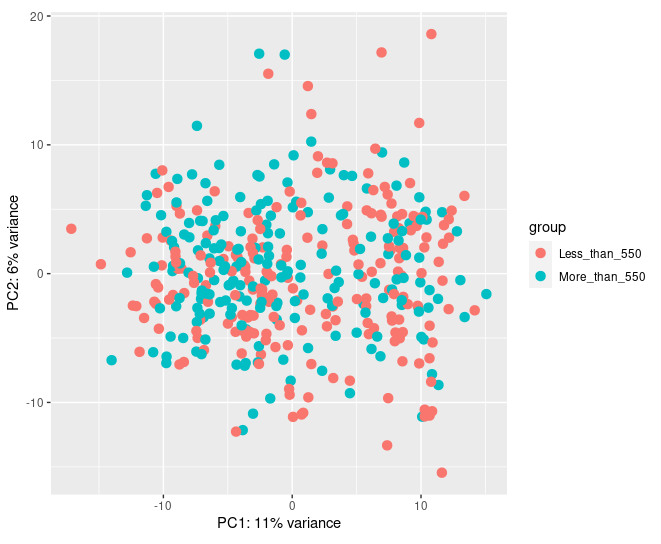 20
10
0
-10
PC2: 6% variance
-10
0
10
PC1: 11% variance
group
Less_than_550
More_than_550